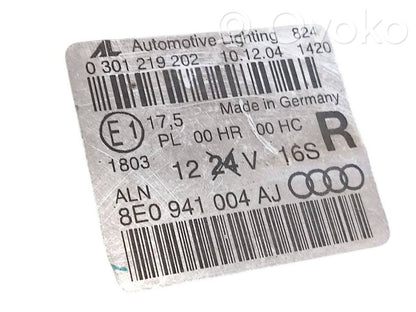 AL Automotive Lighting 824
0 301 219 202 10.12.04 1420
Made in Germany
E1 17,5
PL 00 HR 00 HC R
1803
12 24 V 16S
ALN
8E0 941 004 AJ
© Ovoko